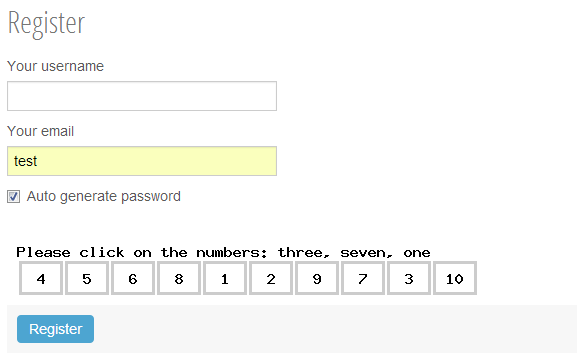 Register
Your username
Your email
test
Auto generate password
Please click on the numbers: three, seven, one
4 5 6 8 1 2 9 7 3 10
Register